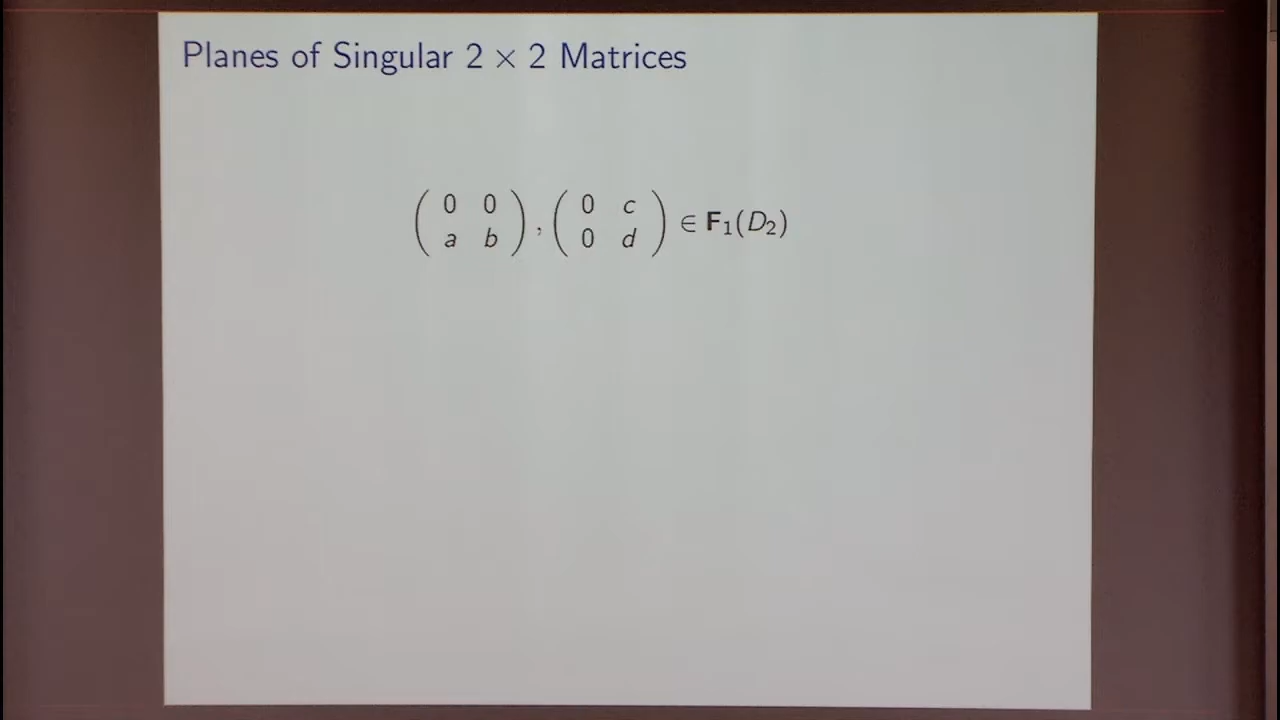 Planes of Singular 2 × 2 Matrices
( 0 0 ; a b ) , ( 0 c ; 0 d ) ∈ F₁(D₂)